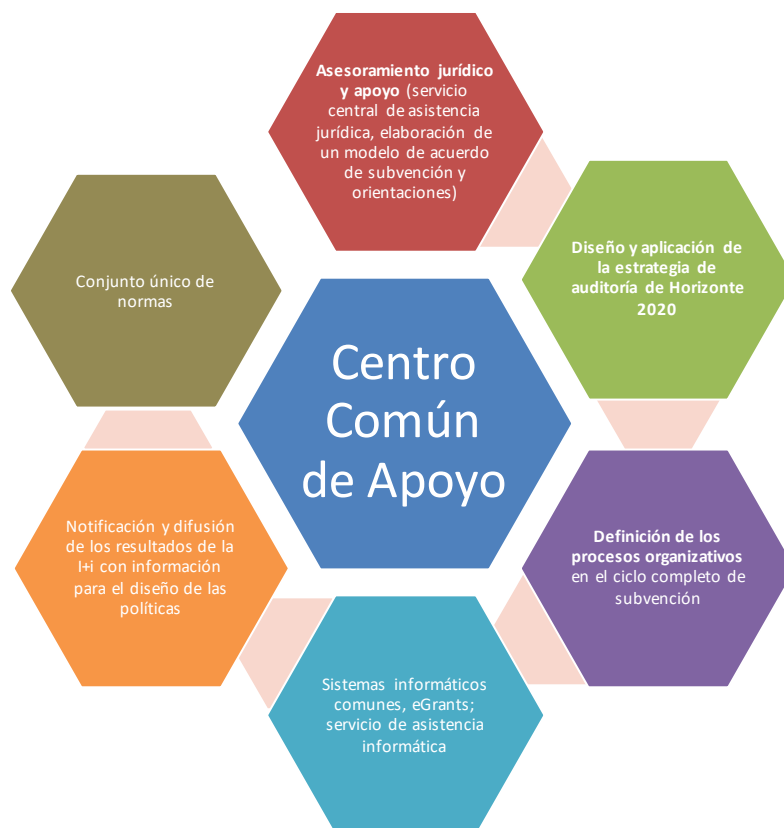 Asesoramiento jurídico
y apoyo (servicio
central de asistencia
jurídica, elaboración de
un modelo de acuerdo
de subvención y
orientaciones)
Diseño y aplicación de
la estrategia de
auditoría de Horizonte
2020
Conjunto único de
normas
Centro
Común
de Apoyo
Notificación y difusión
de los resultados de la
I+i con información
para el diseño de las
políticas
Definición de los
procesos organizativos
en el ciclo completo de
subvención
Sistemas informáticos
comunes, eGrants;
servicio de asistencia
informática